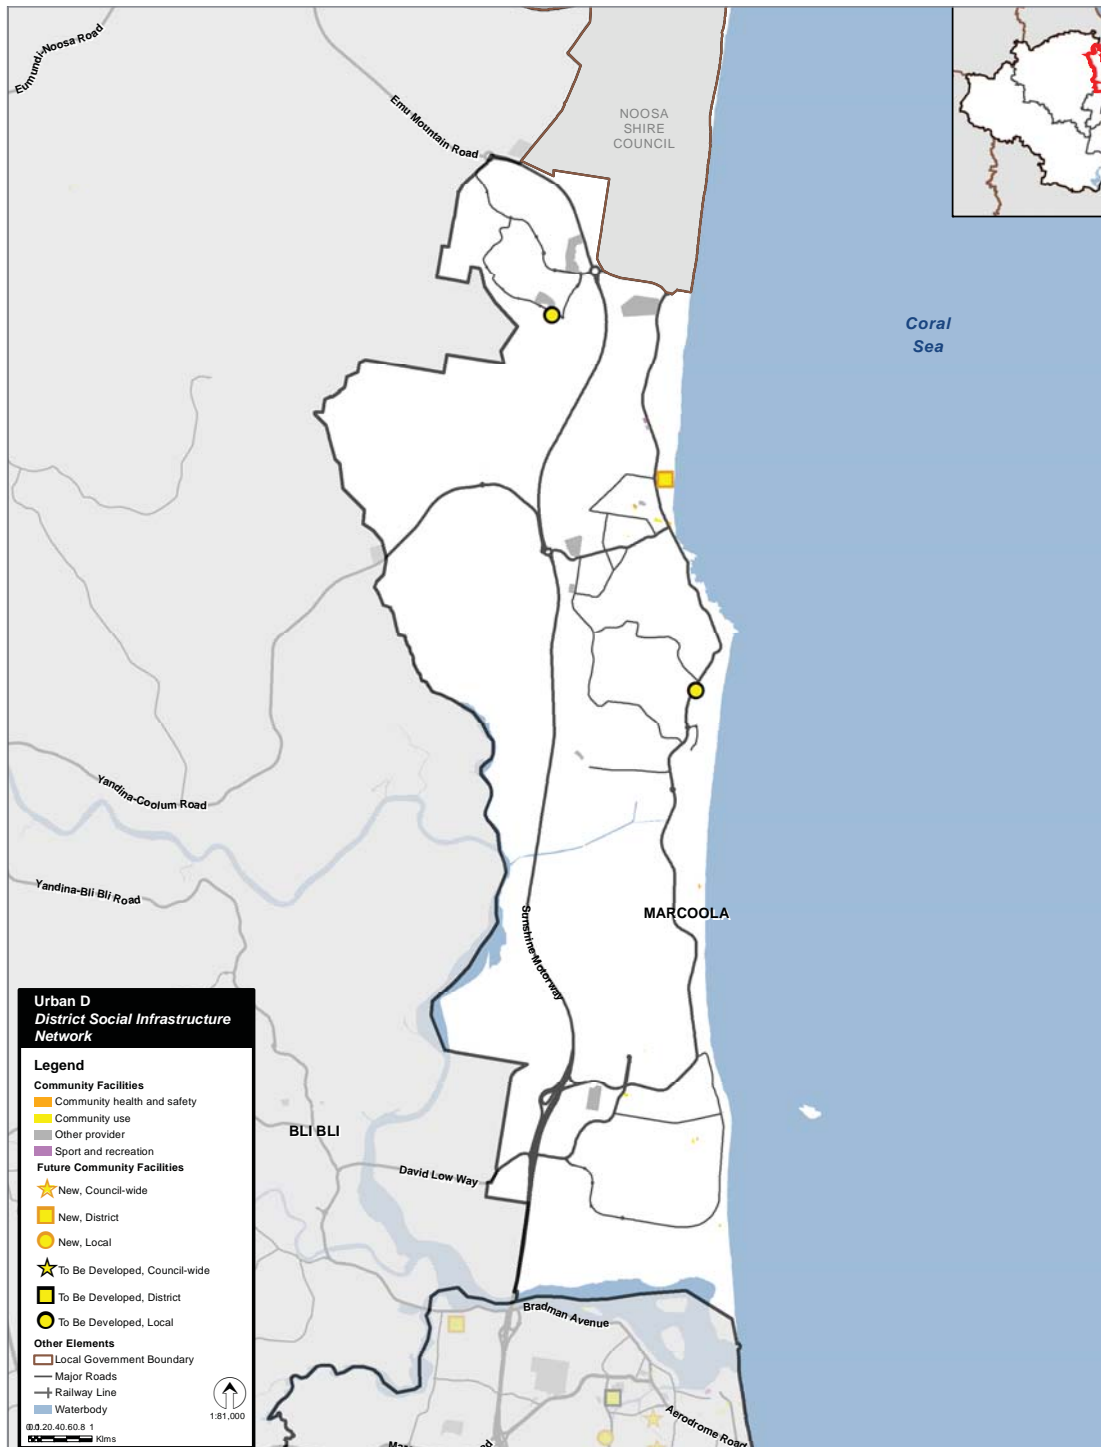 Eumundi-Noosa Road
Emu Mountain Road
NOOSA
SHIRE
COUNCIL
Coral
Sea
Yandina-Coolum Road
Yandina-Bli Bli Road
MARCOOLA
Sunshine Motorway
BLI BLI
David Low Way
Bradman Avenue
Aerodrome Road
Urban D
District Social Infrastructure
Network
Legend
Community Facilities
Community health and safety
Community use
Other provider
Sport and recreation
Future Community Facilities
New, Council-wide
New, District
New, Local
To Be Developed, Council-wide
To Be Developed, District
To Be Developed, Local
Other Elements
Local Government Boundary
Major Roads
Railway Line
Waterbody
1:81,000
Klms